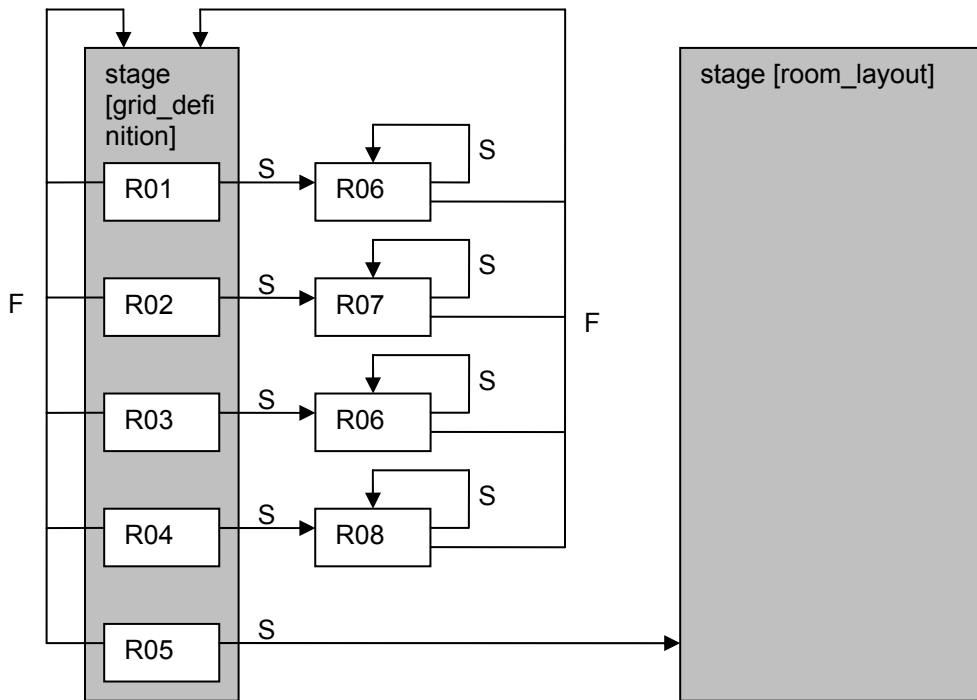 stage
[grid_defi
nition]
stage [room_layout]
S
R01
S
R06
S
R02
S
R07
F
F
S
R03
S
R06
S
R04
S
R08
S
R05